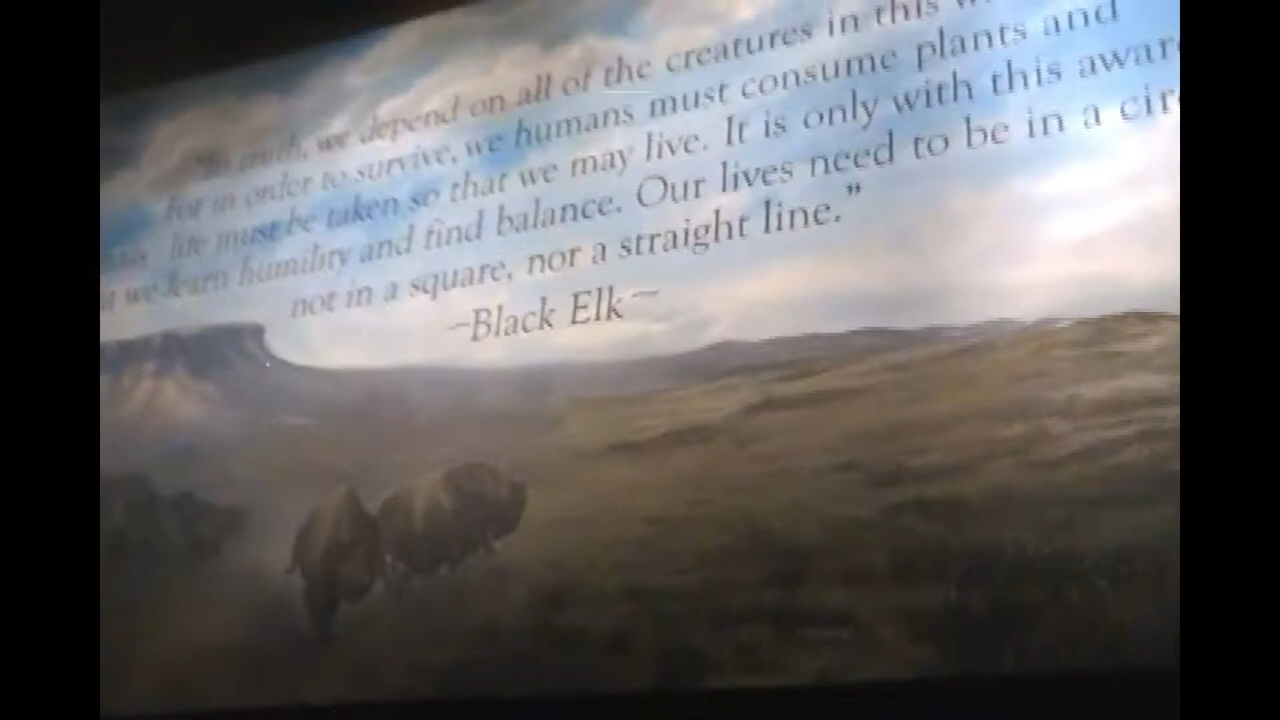 "In truth, we depend on all of the creatures in this
For in order to survive, we humans must consume plants and
life must be taken so that we may live. It is only with this
we learn humility and find balance. Our lives need to be in a
not in a square, nor a straight line."
~Black Elk~